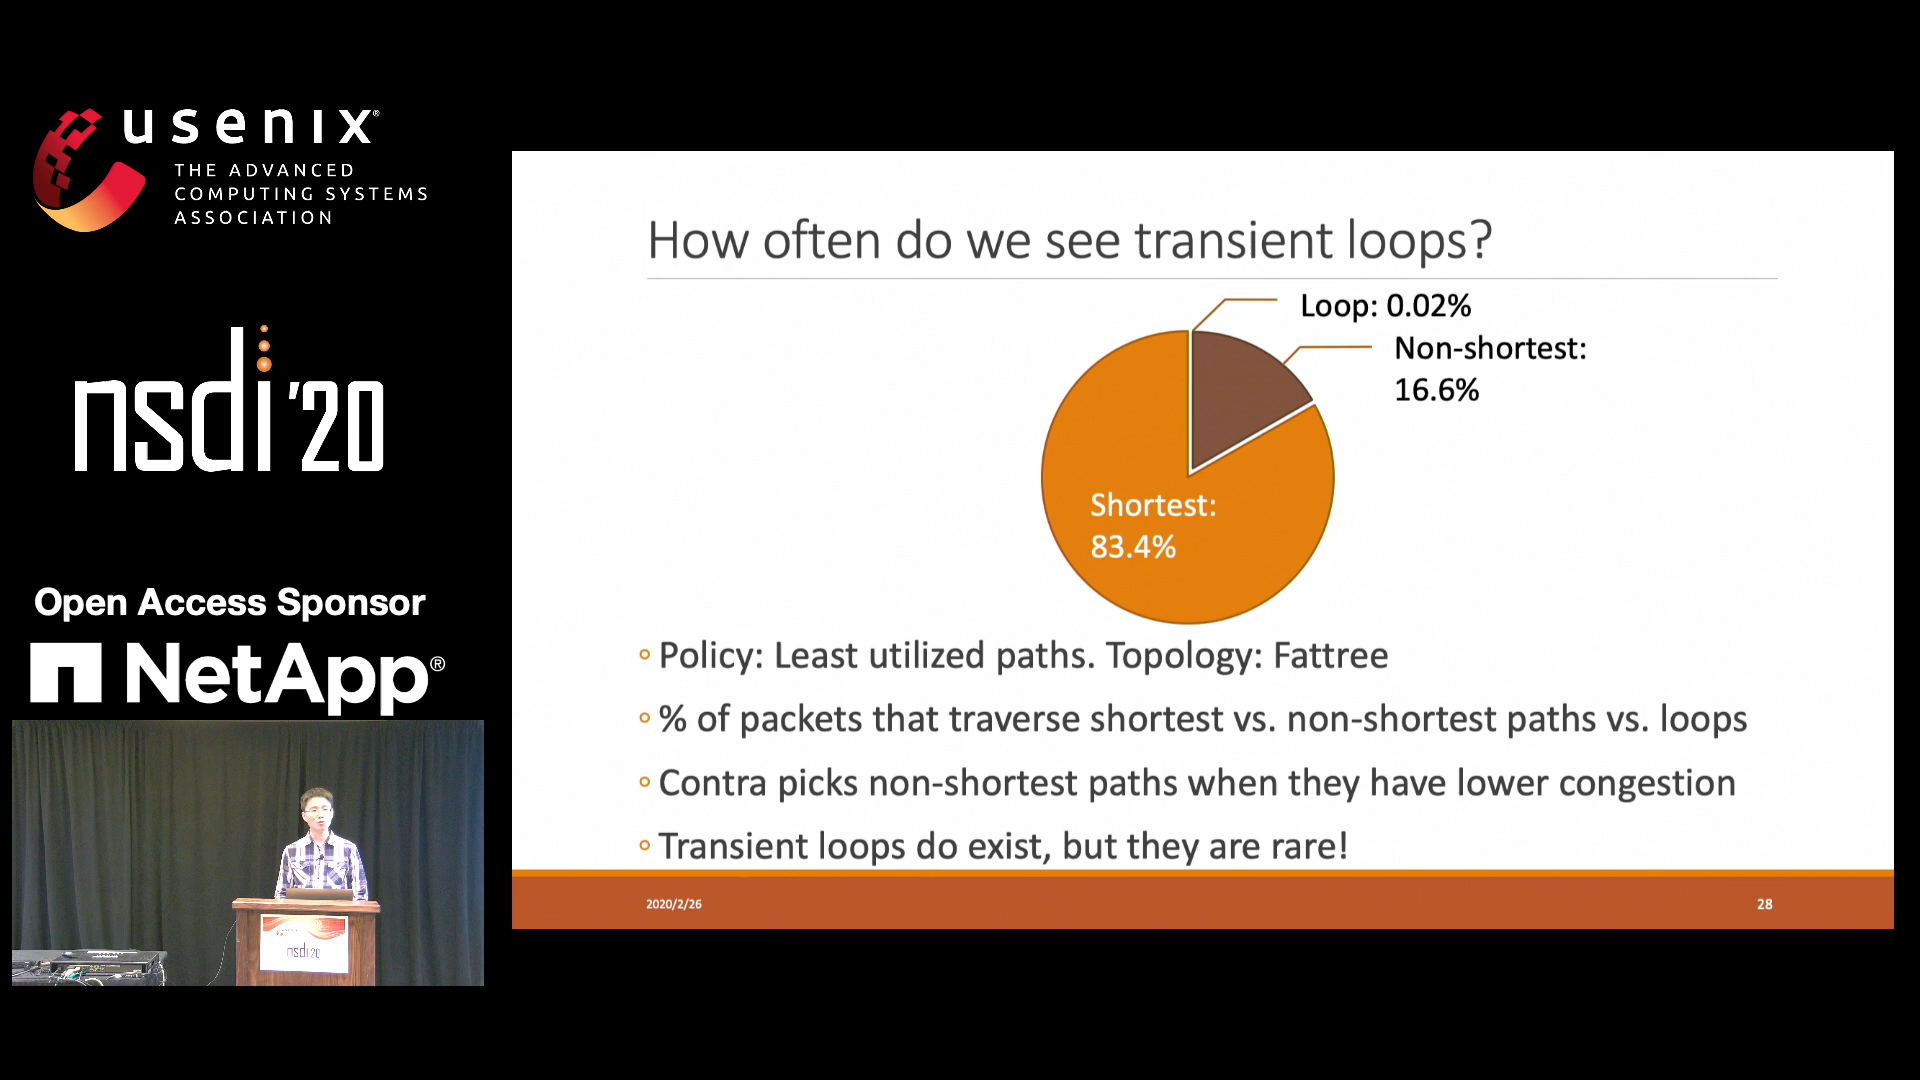 usenix®
THE ADVANCED
COMPUTING SYSTEMS
ASSOCIATION
nsdi '20
Open Access Sponsor
NetApp®
usenix
nsdi 20
How often do we see transient loops?
Loop: 0.02%
Non-shortest:
16.6%
Shortest:
83.4%
Policy: Least utilized paths. Topology: Fattree
% of packets that traverse shortest vs. non-shortest paths vs. loops
Contra picks non-shortest paths when they have lower congestion
Transient loops do exist, but they are rare!
2020/2/26
28